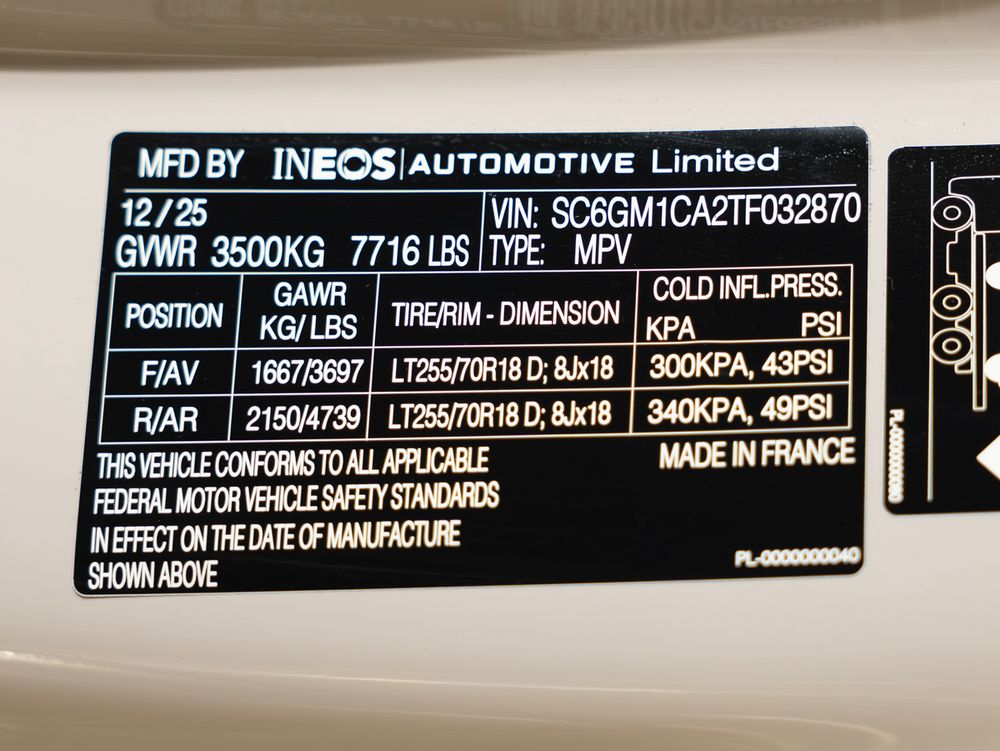 MFD BY INEOS | AUTOMOTIVE Limited
12/25
GVWR 3500KG 7716 LBS
VIN: SC6GM1CA2TF032870
TYPE: MPV
POSITION GAWR KG/LBS TIRE/RIM - DIMENSION COLD INFL.PRESS. KPA PSI
F/AV 1667/3697 LT255/70R18 D; 8Jx18 300KPA, 43PSI
R/AR 2150/4739 LT255/70R18 D; 8Jx18 340KPA, 49PSI
THIS VEHICLE CONFORMS TO ALL APPLICABLE
FEDERAL MOTOR VEHICLE SAFETY STANDARDS
IN EFFECT ON THE DATE OF MANUFACTURE
SHOWN ABOVE
MADE IN FRANCE
PL-0000000040